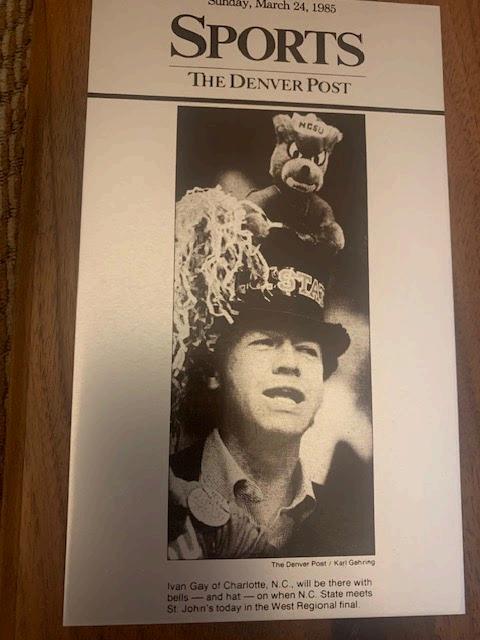 Sunday, March 24, 1985
SPORTS
THE DENVER POST
NCSU
STATE
The Denver Post / Karl Gehring
Ivan Gay of Charlotte, N.C., will be there with
bells — and hat — on when N.C. State meets
St. John's today in the West Regional final.